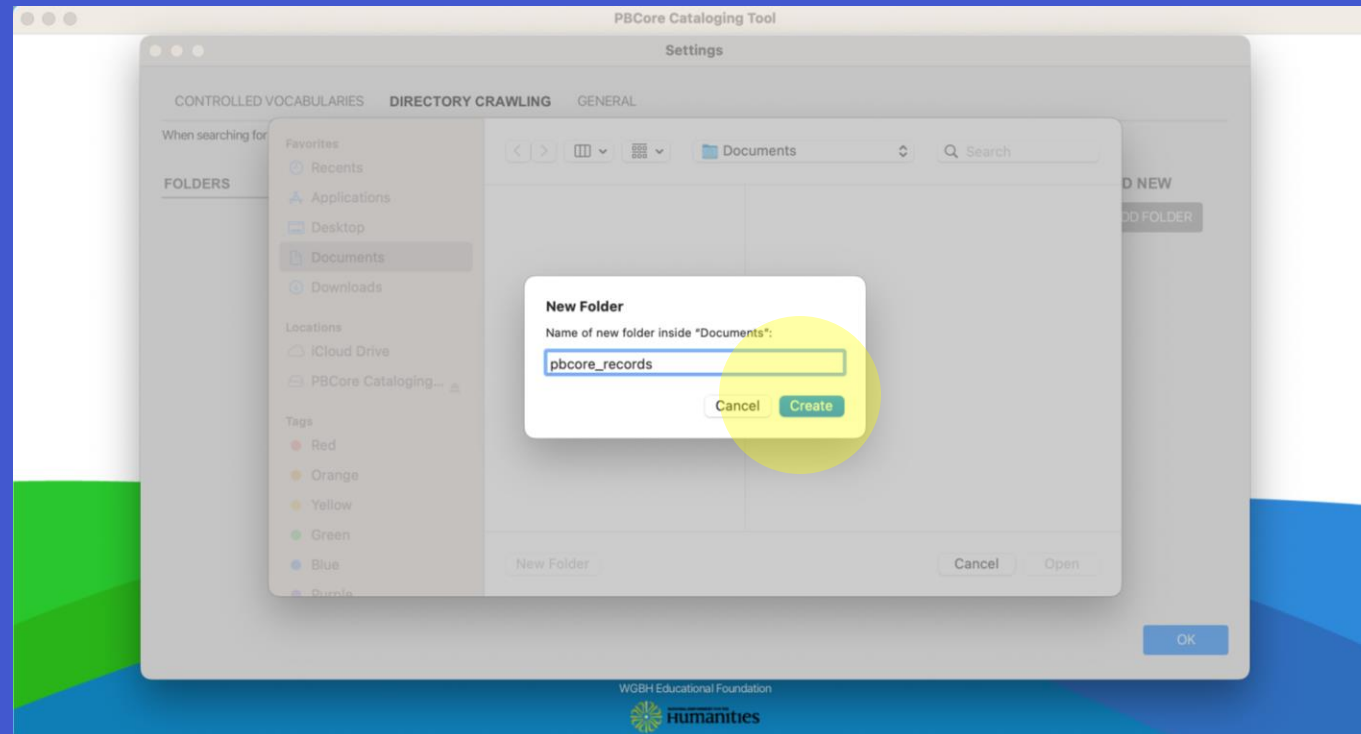 PBCore Cataloging Tool
Settings
CONTROLLED VOCABULARIES DIRECTORY CRAWLING GENERAL
When searching for
FOLDERS
D NEW
DD FOLDER
Favorites
Recents
Applications
Desktop
Documents
Downloads
Locations
iCloud Drive
PBCore Cataloging...
Tags
Red
Orange
Yellow
Green
Blue
Purple
Documents
Search
New Folder
Name of new folder inside "Documents":
pbcore_records
Cancel Create
New Folder Cancel Open
OK
WGBH Educational Foundation
Humanities